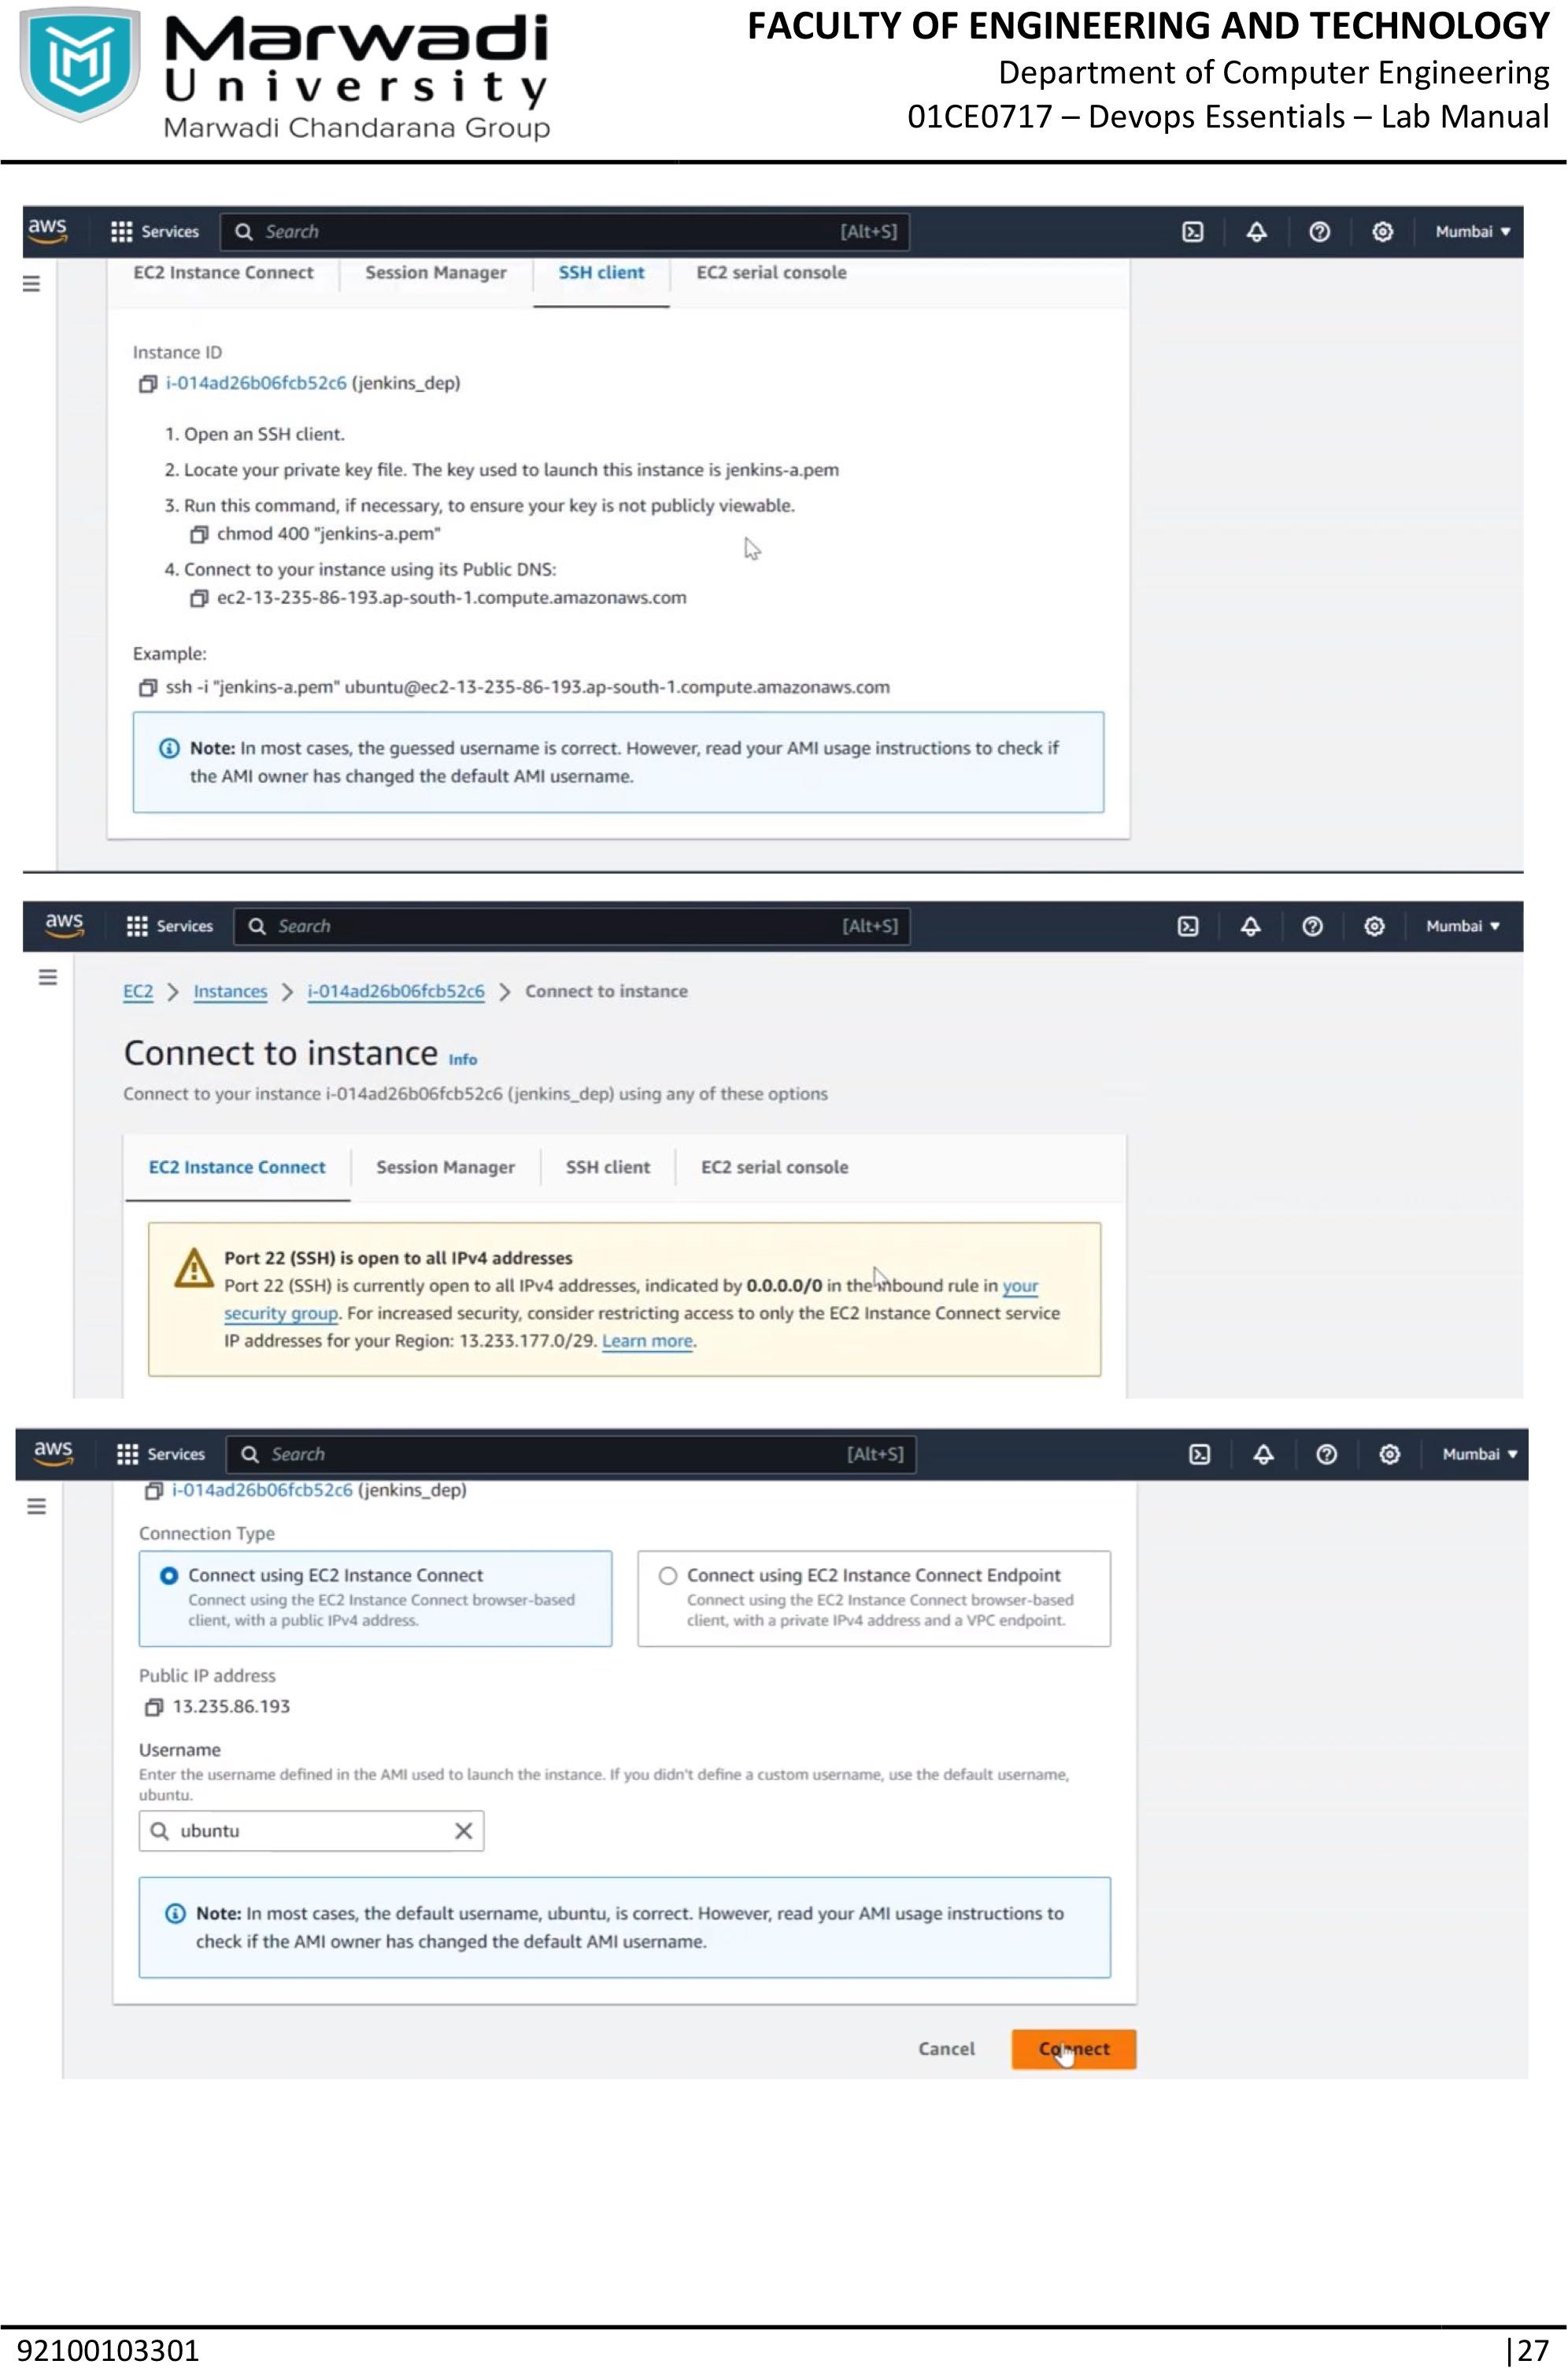 Marwadi
University
Marwadi Chandarana Group
FACULTY OF ENGINEERING AND TECHNOLOGY
Department of Computer Engineering
01CE0717 – Devops Essentials – Lab Manual
aws Services Search [Alt+S] Mumbai
EC2 Instance Connect Session Manager SSH client EC2 serial console
Instance ID
i-014ad26b06fcb52c6 (jenkins_dep)
1. Open an SSH client.
2. Locate your private key file. The key used to launch this instance is jenkins-a.pem
3. Run this command, if necessary, to ensure your key is not publicly viewable.
chmod 400 "jenkins-a.pem"
4. Connect to your instance using its Public DNS:
ec2-13-235-86-193.ap-south-1.compute.amazonaws.com
Example:
ssh -i "jenkins-a.pem" ubuntu@ec2-13-235-86-193.ap-south-1.compute.amazonaws.com
Note: In most cases, the guessed username is correct. However, read your AMI usage instructions to check if
the AMI owner has changed the default AMI username.
aws Services Search [Alt+S] Mumbai
EC2 > Instances > i-014ad26b06fcb52c6 > Connect to instance
Connect to instance Info
Connect to your instance i-014ad26b06fcb52c6 (jenkins_dep) using any of these options
EC2 Instance Connect Session Manager SSH client EC2 serial console
Port 22 (SSH) is open to all IPv4 addresses
Port 22 (SSH) is currently open to all IPv4 addresses, indicated by 0.0.0.0/0 in the inbound rule in your
security group. For increased security, consider restricting access to only the EC2 Instance Connect service
IP addresses for your Region: 13.233.177.0/29. Learn more.
aws Services Search [Alt+S] Mumbai
i-014ad26b06fcb52c6 (jenkins_dep)
Connection Type
Connect using EC2 Instance Connect
Connect using the EC2 Instance Connect browser-based
client, with a public IPv4 address.
Connect using EC2 Instance Connect Endpoint
Connect using the EC2 Instance Connect browser-based
client, with a private IPv4 address and a VPC endpoint.
Public IP address
13.235.86.193
Username
Enter the username defined in the AMI used to launch the instance. If you didn't define a custom username, use the default username,
ubuntu.
ubuntu
Note: In most cases, the default username, ubuntu, is correct. However, read your AMI usage instructions to
check if the AMI owner has changed the default AMI username.
Cancel Connect
92100103301 |27